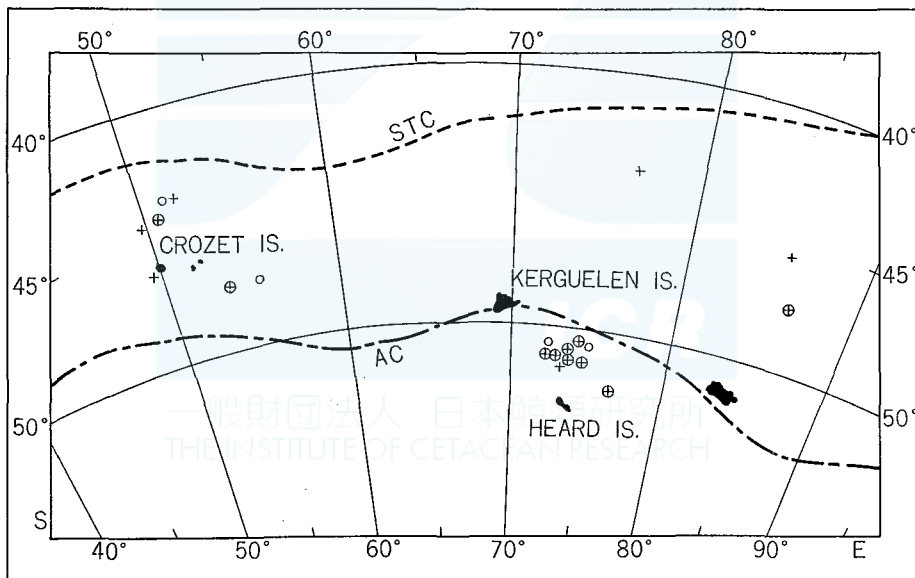 50° 60° 70° 80°
40° 40°
STC
CROZET IS.
45° KERGUELEN IS. 45°
AC
50° 50°
一般財団法人 日本鯨類研究所
HEARD IS.
THE INSTITUTE OF CETACEAN RESEARCH
S
40° 50° 60° 70° 80° 90° E